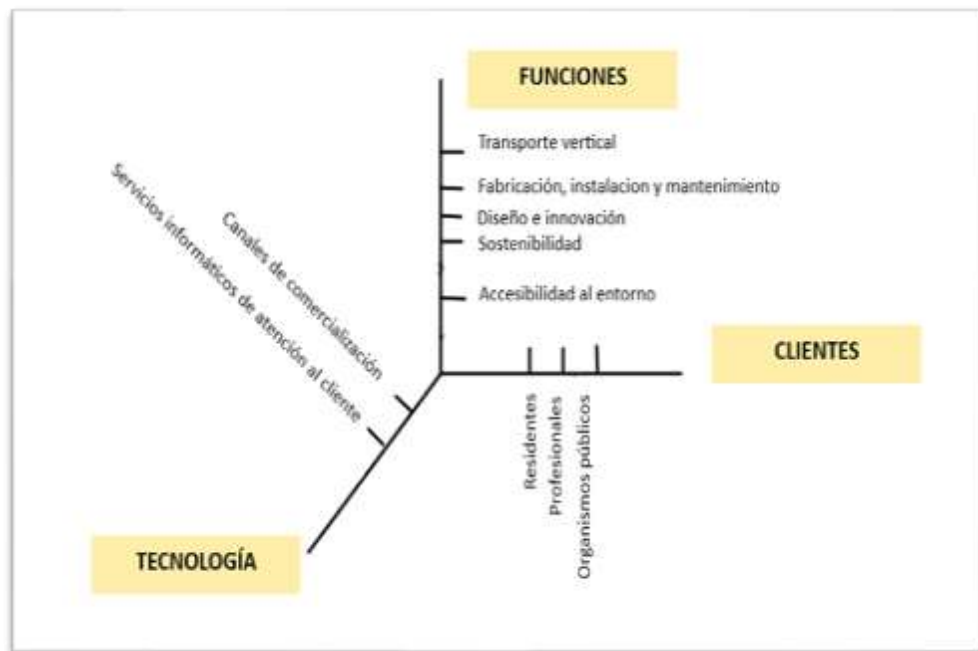 FUNCIONES
Transporte vertical
Fabricación, instalacion y mantenimiento
Diseño e innovación
Sostenibilidad
Accesibilidad al entorno
CLIENTES
Residentes
Profesionales
Organismos públicos
Canales de comercialización
Servicios informáticos de atención al cliente
TECNOLOGÍA